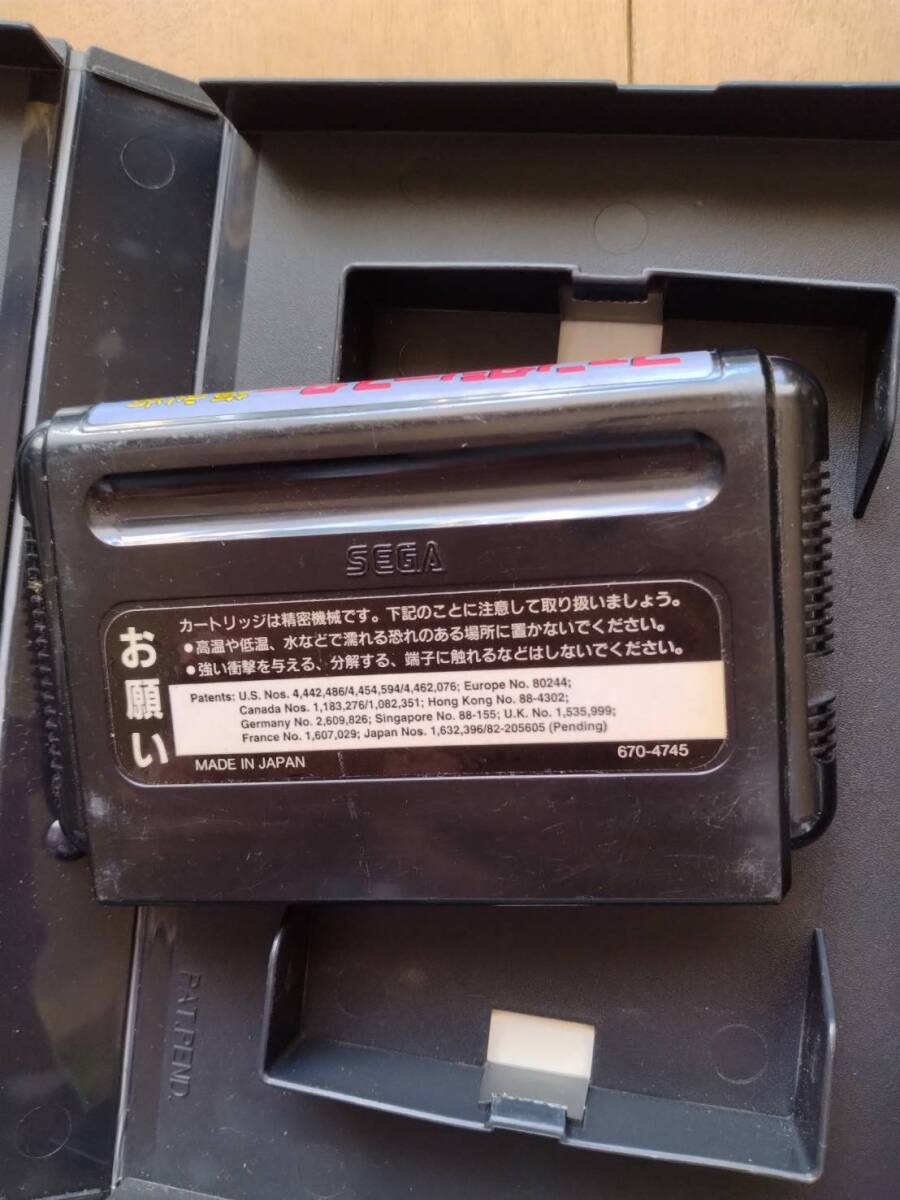 SEGA
お願い
カートリッジは精密機械です。下記のことに注意して取り扱いましょう。
●高温や低温、水などで濡れる恐れのある場所に置かないでください。
●強い衝撃を与える、分解する、端子に触れるなどはしないでください。
Patents: U.S. Nos. 4,442,486/4,454,594/4,462,076; Europe No. 80244;
Canada Nos. 1,183,276/1,082,351; Hong Kong No. 88-4302;
Germany No. 2,609,826; Singapore No. 88-155; U.K. No. 1,535,999;
France No. 1,607,029; Japan Nos. 1,632,396/82-205605 (Pending)
MADE IN JAPAN
670-4745
PAT.PEND.